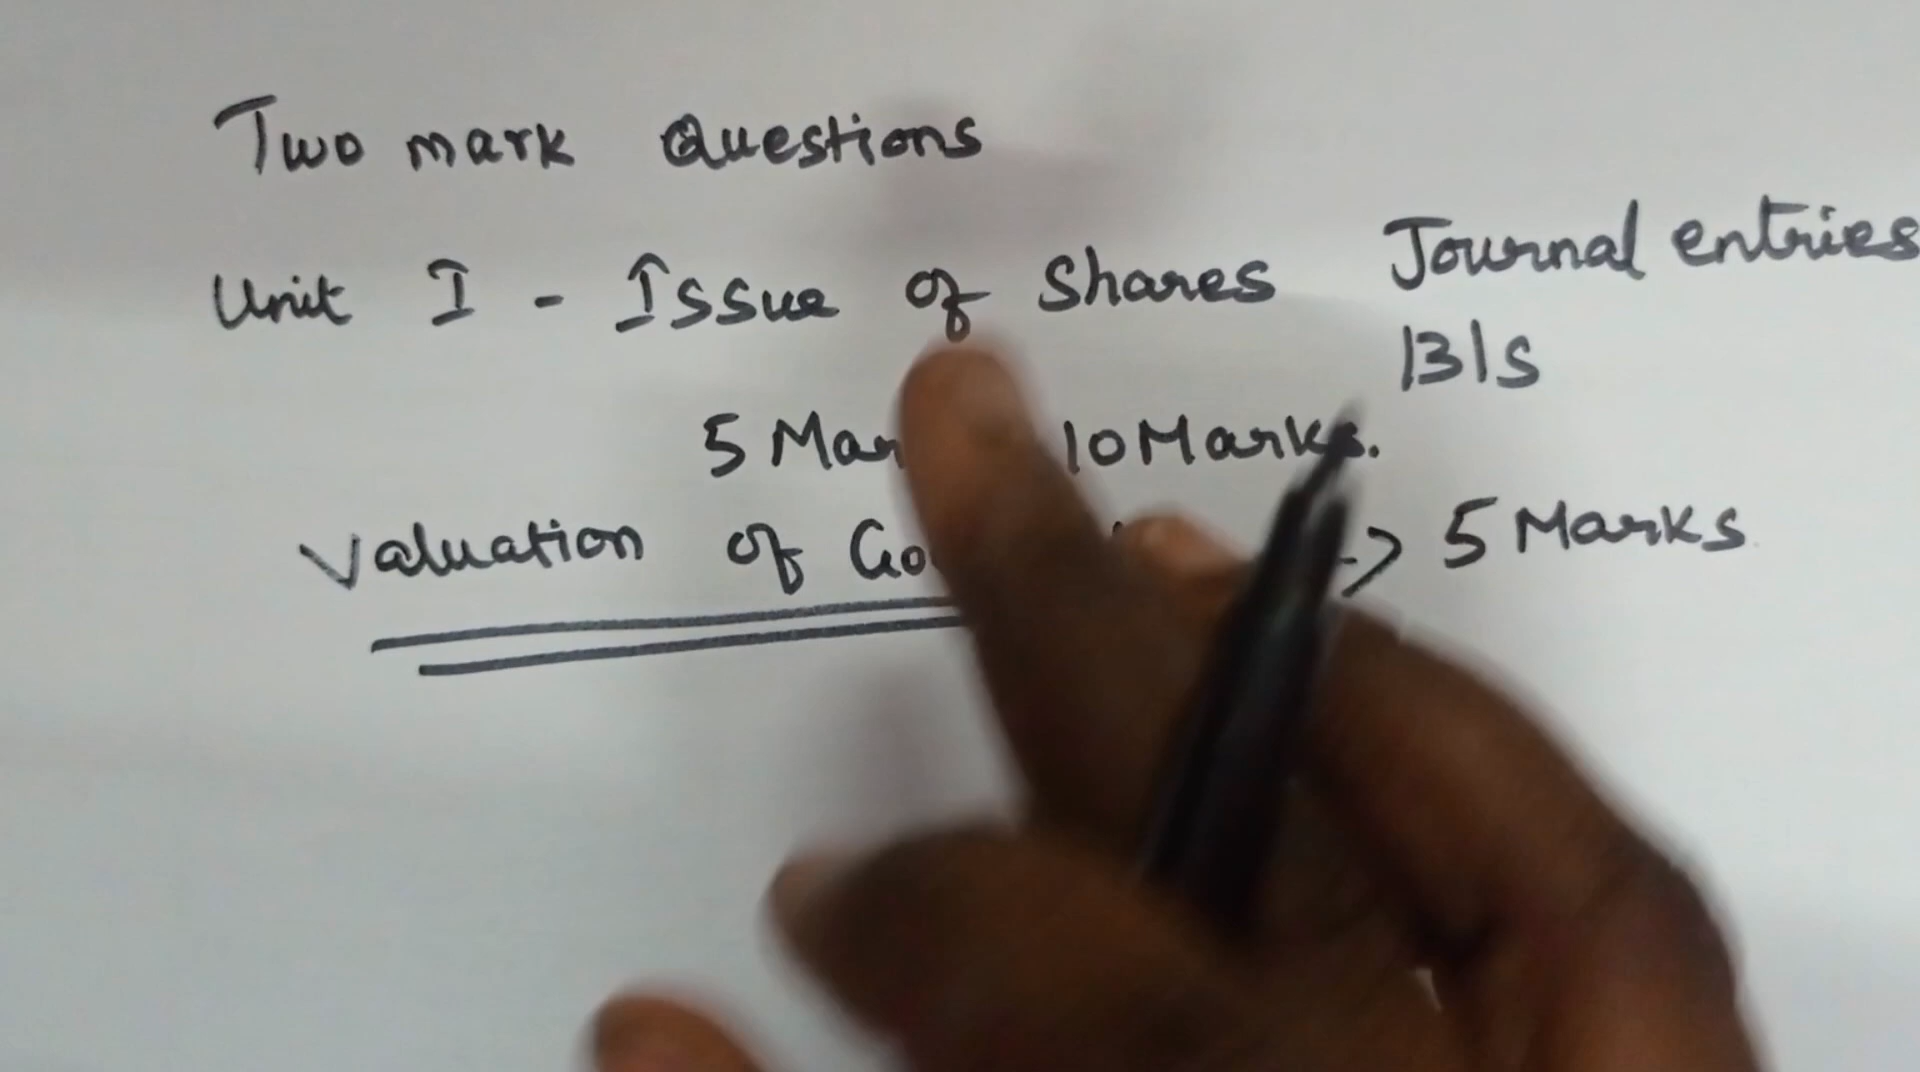 Two mark Questions
Unit I - Issue of Shares Journal entries
B/S
5 Mar 10 Marks.
Valuation of Go -> 5 Marks